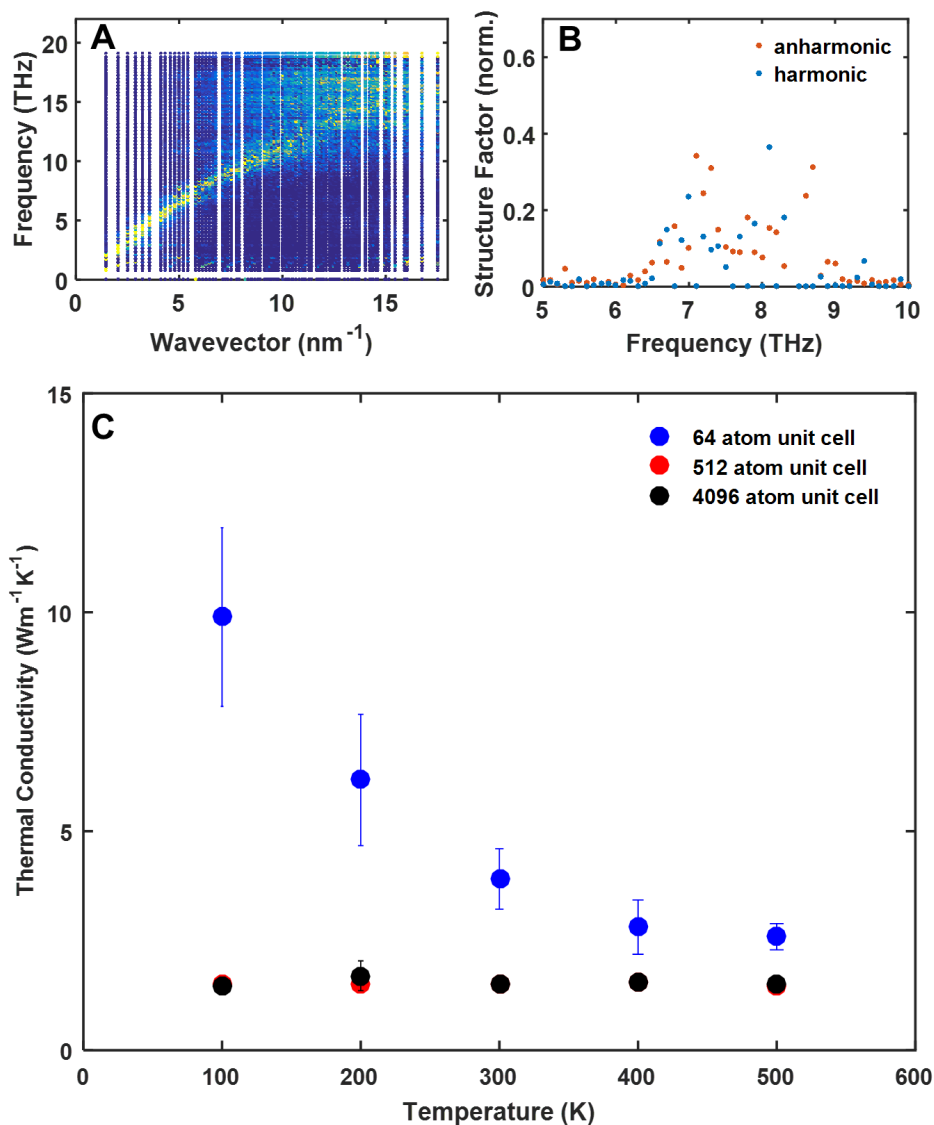 A
Frequency (THz)
20
15
10
5
0
0
5
10
15
Wavevector (nm⁻¹)
B
Structure Factor (norm.)
0.6
0.4
0.2
0
anharmonic
harmonic
5
6
7
8
9
10
Frequency (THz)
C
Thermal Conductivity (Wm⁻¹K⁻¹)
15
10
5
0
64 atom unit cell
512 atom unit cell
4096 atom unit cell
0
100
200
300
400
500
600
Temperature (K)